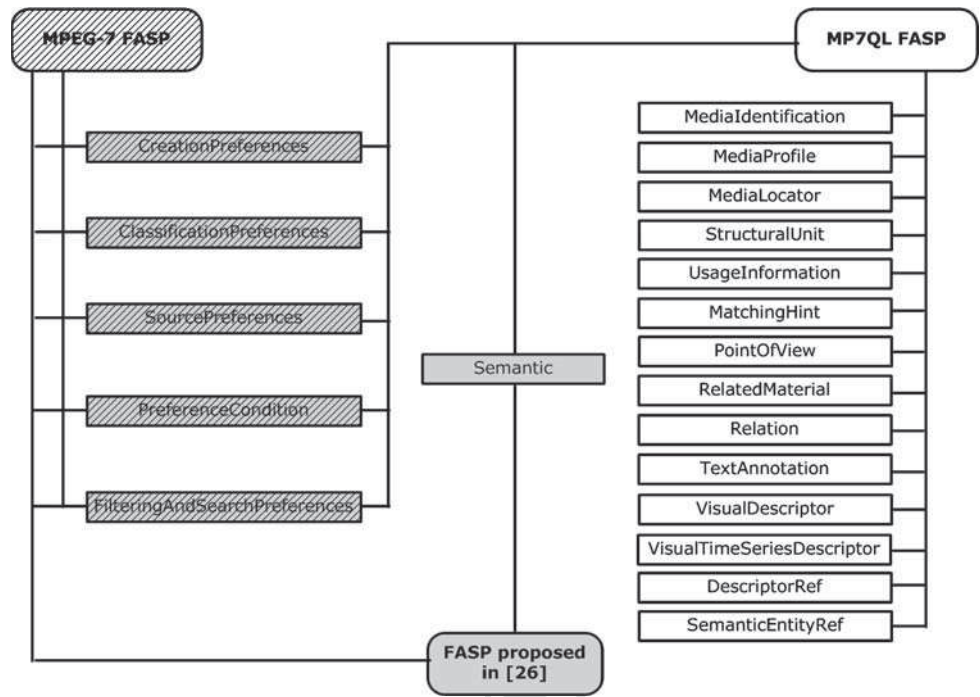 MPEG-7 FASP
MP7QL FASP
CreationPreferences
ClassificationPreferences
SourcePreferences
PreferenceCondition
FilteringAndSearchPreferences
Semantic
MediaIdentification
MediaProfile
MediaLocator
StructuralUnit
UsageInformation
MatchingHint
PointOfView
RelatedMaterial
Relation
TextAnnotation
VisualDescriptor
VisualTimeSeriesDescriptor
DescriptorRef
SemanticEntityRef
FASP proposed
in [26]